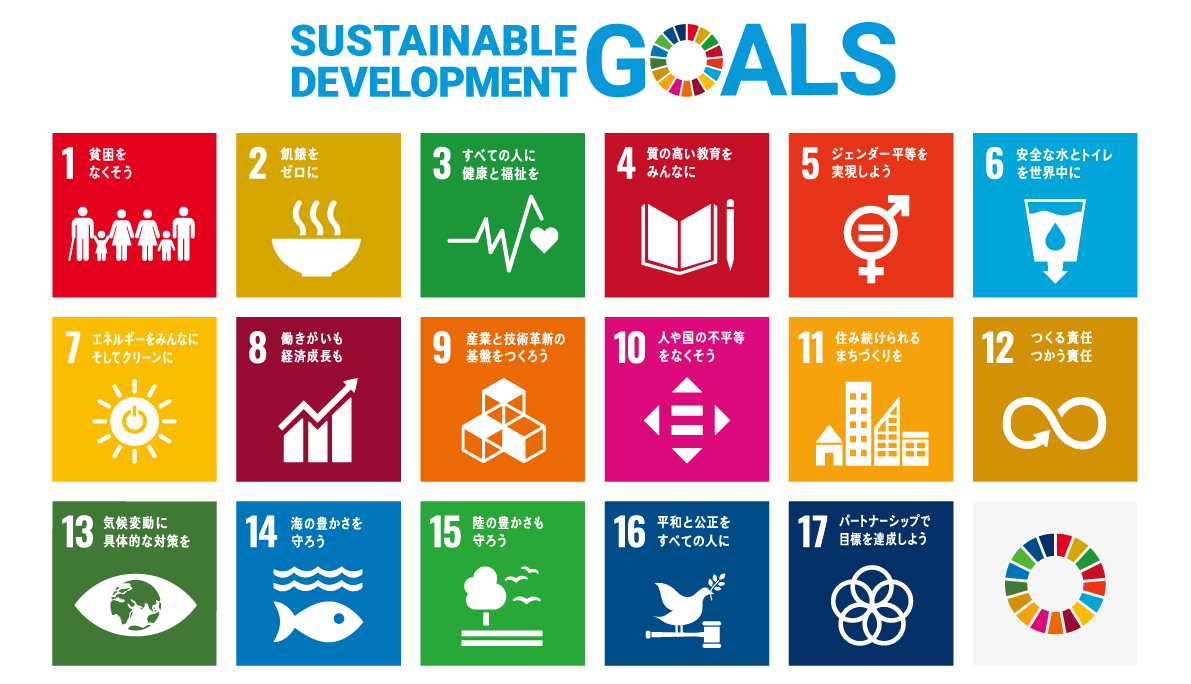 SUSTAINABLE
DEVELOPMENT
GOALS
1 貧困を
なくそう
2 飢餓を
ゼロに
3 すべての人に
健康と福祉を
4 質の高い教育を
みんなに
5 ジェンダー平等を
実現しよう
6 安全な水とトイレ
を世界中に
7 エネルギーをみんなに
そしてクリーンに
8 働きがいも
経済成長も
9 産業と技術革新の
基盤をつくろう
10 人や国の不平等
をなくそう
11 住み続けられる
まちづくりを
12 つくる責任
つかう責任
13 気候変動に
具体的な対策を
14 海の豊かさを
守ろう
15 陸の豊かさも
守ろう
16 平和と公正を
すべての人に
17 パートナーシップで
目標を達成しよう